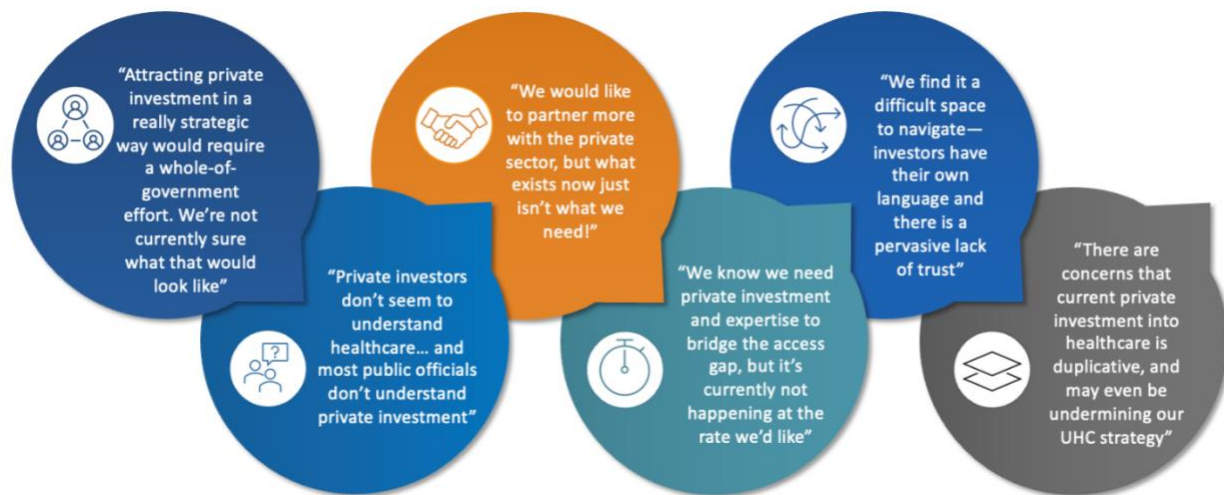 “Attracting
private
investment in a
really strategic
way would require
a whole-of-
government
effort. We’re not
currently sure
what that would
look like”
“Private investors
don’t seem to
understand
healthcare… and
most public officials
don’t understand
private investment”
“We would like
to partner more
with the private
sector, but what
exists now just
isn’t what we
need!”
“We know we need
private investment
and expertise to
bridge the access
gap, but it’s
currently not
happening at the
rate we’d like”
“We find it a
difficult space
to navigate—
investors have
their own
language and
there is a
pervasive lack
of trust”
“There are
concerns that
current private
investment into
healthcare is
duplicative, and
may even be
undermining our
UHC strategy”
?